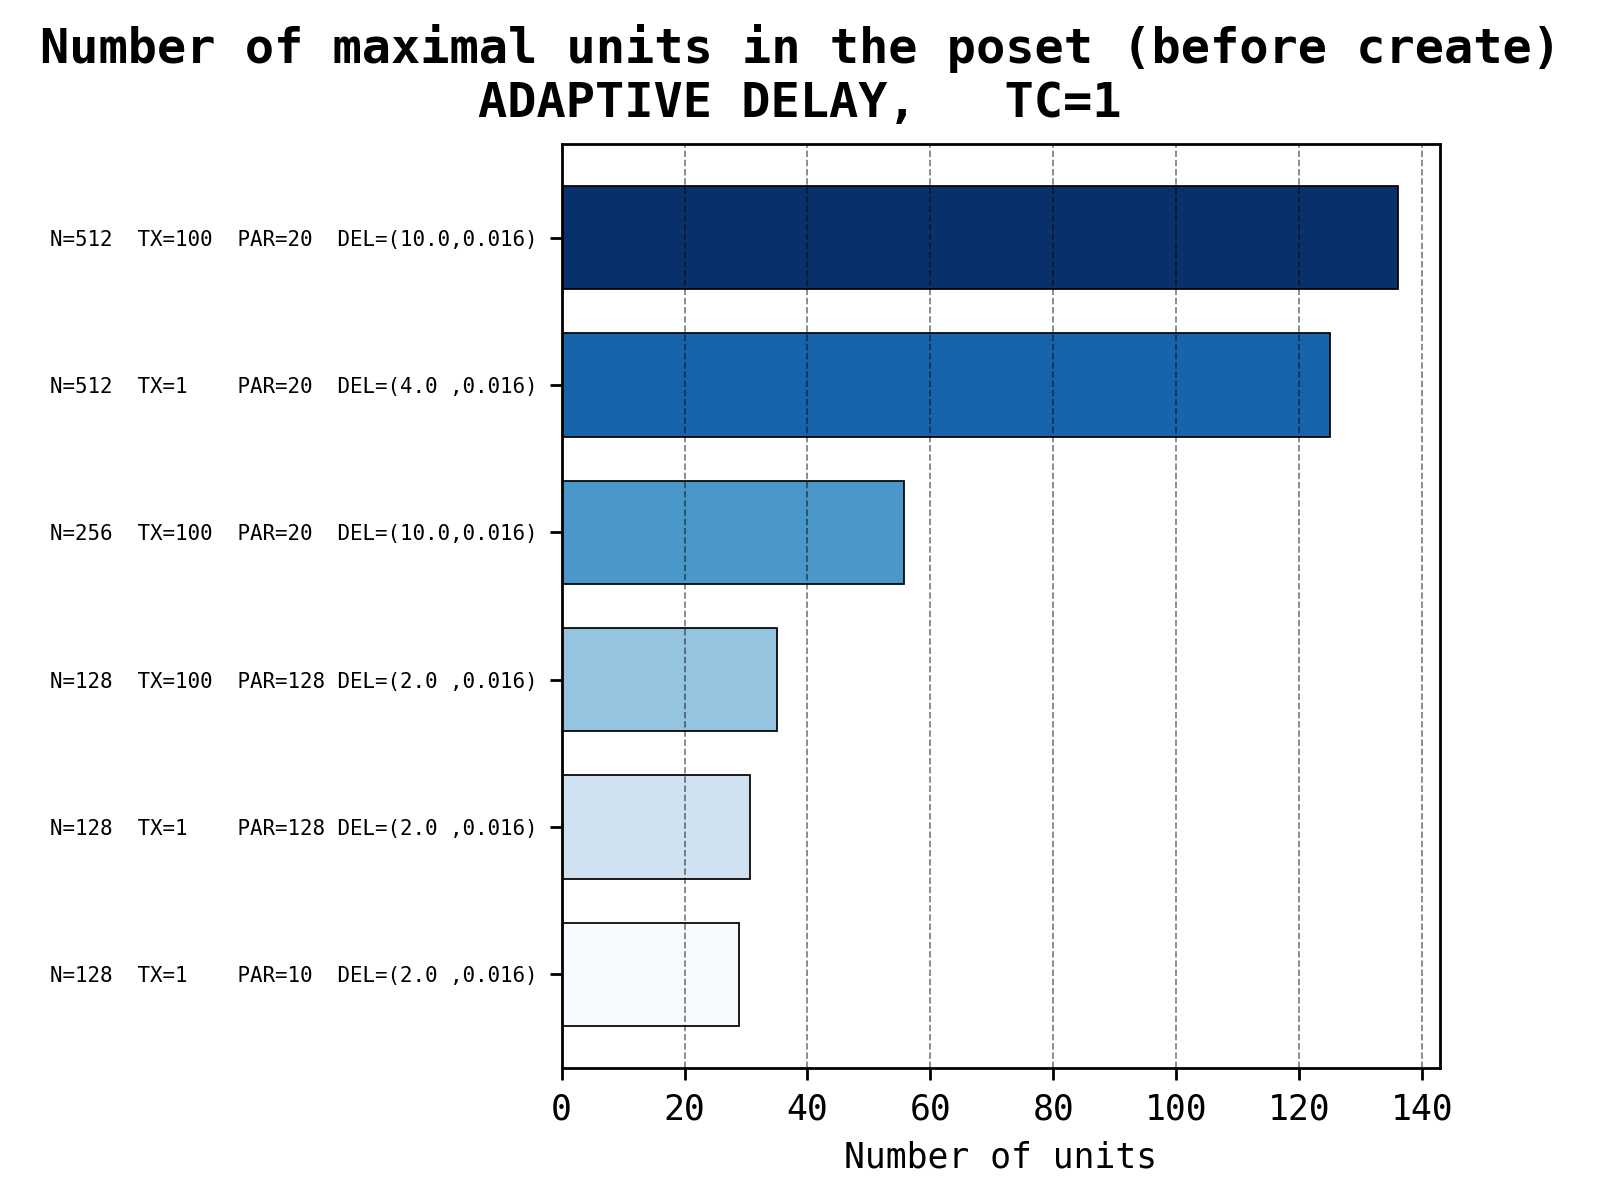 Number of maximal units in the poset (before create)
ADAPTIVE DELAY,   TC=1
N=512  TX=100  PAR=20  DEL=(10.0,0.016)
N=512  TX=1    PAR=20  DEL=(4.0 ,0.016)
N=256  TX=100  PAR=20  DEL=(10.0,0.016)
N=128  TX=100  PAR=128 DEL=(2.0 ,0.016)
N=128  TX=1    PAR=128 DEL=(2.0 ,0.016)
N=128  TX=1    PAR=10  DEL=(2.0 ,0.016)
0 20 40 60 80 100 120 140
Number of units